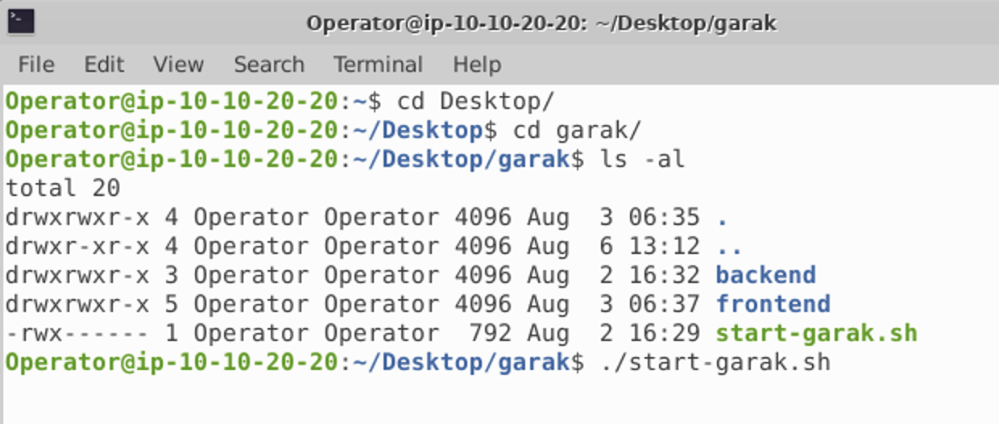 Operator@ip-10-10-20-20: ~/Desktop/garak
File Edit View Search Terminal Help
Operator@ip-10-10-20-20:~$ cd Desktop/
Operator@ip-10-10-20-20:~/Desktop$ cd garak/
Operator@ip-10-10-20-20:~/Desktop/garak$ ls -al
total 20
drwxrwxr-x 4 Operator Operator 4096 Aug  3 06:35 .
drwxr-xr-x 4 Operator Operator 4096 Aug  6 13:12 ..
drwxrwxr-x 3 Operator Operator 4096 Aug  2 16:32 backend
drwxrwxr-x 5 Operator Operator 4096 Aug  3 06:37 frontend
-rwx------ 1 Operator Operator  792 Aug  2 16:29 start-garak.sh
Operator@ip-10-10-20-20:~/Desktop/garak$ ./start-garak.sh